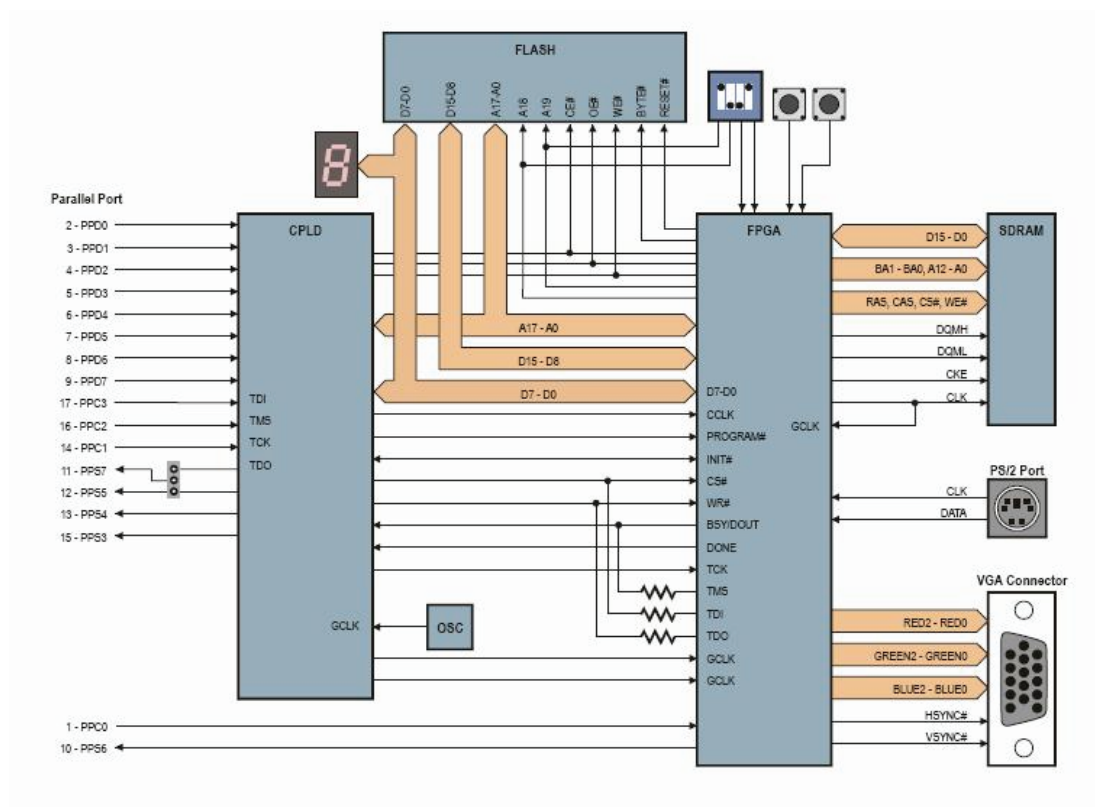 FLASH
D7-D0
D15-D8
A17-A0
A18
A19
CE#
OE#
WE#
BYTE#
RESET#
8
Parallel Port
2 - PPD0
3 - PPD1
4 - PPD2
5 - PPD3
6 - PPD4
7 - PPD5
8 - PPD6
9 - PPD7
17 - PPC3
16 - PPC2
14 - PPC1
11 - PPS7
12 - PPS5
13 - PPS4
15 - PPS3
1 - PPC0
10 - PPS6
CPLD
TDI
TMS
TCK
TDO
GCLK
OSC
A17 - A0
D15 - D8
D7 - D0
FPGA
D7-D0
CCLK
PROGRAM#
INIT#
CS#
WR#
BSY/DOUT
DONE
TCK
TMS
TDI
TDO
GCLK
GCLK
GCLK
D15 - D0
BA1 - BA0, A12 - A0
RAS, CAS, CS#, WE#
DQMH
DQML
CKE
CLK
SDRAM
PS/2 Port
CLK
DATA
VGA Connector
RED2 - RED0
GREEN2 - GREEN0
BLUE2 - BLUE0
HSYNC#
VSYNC#